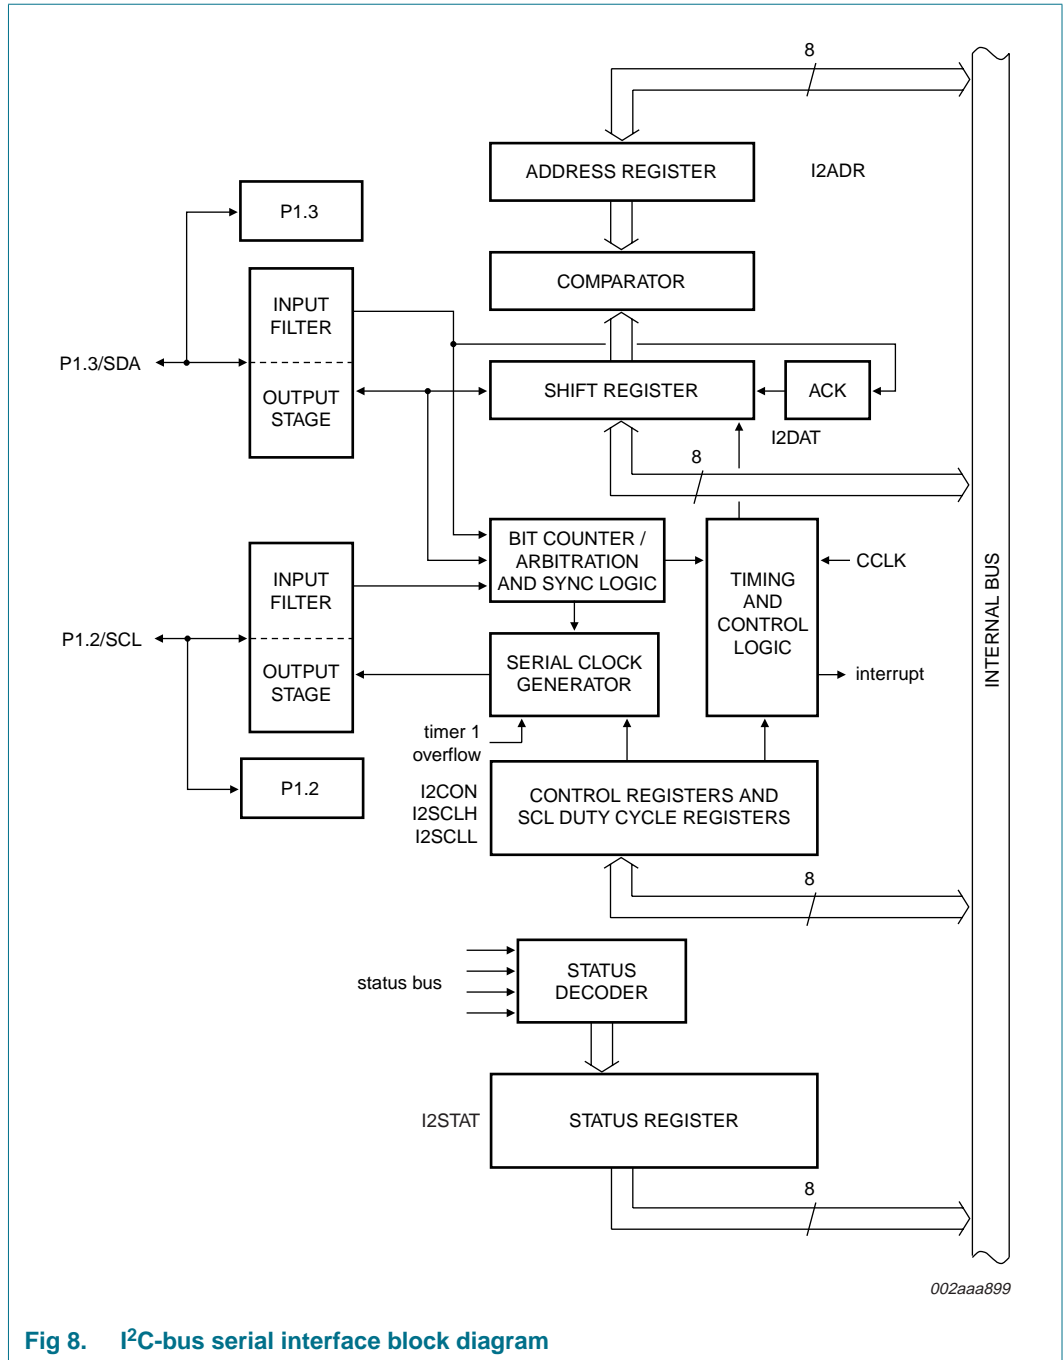 8
ADDRESS REGISTER
I2ADR
P1.3
COMPARATOR
INPUT
FILTER
P1.3/SDA
OUTPUT
STAGE
SHIFT REGISTER
ACK
I2DAT
8
BIT COUNTER /
ARBITRATION
AND SYNC LOGIC
INPUT
FILTER
TIMING
AND
CONTROL
LOGIC
CCLK
INTERNAL BUS
P1.2/SCL
OUTPUT
STAGE
SERIAL CLOCK
GENERATOR
interrupt
timer 1
overflow
P1.2
I2CON
I2SCLH
I2SCLL
CONTROL REGISTERS AND
SCL DUTY CYCLE REGISTERS
8
status bus
STATUS
DECODER
I2STAT
STATUS REGISTER
8
002aaa899
Fig 8. I²C-bus serial interface block diagram